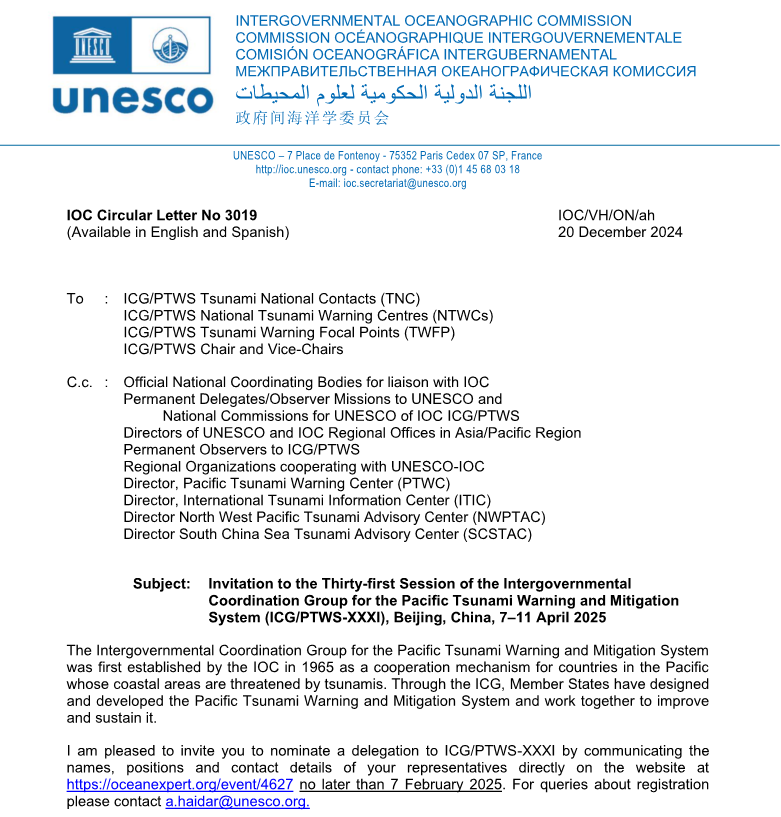 unesco
INTERGOVERNMENTAL OCEANOGRAPHIC COMMISSION
COMMISSION OCÉANOGRAPHIQUE INTERGOUVERNEMENTALE
COMISIÓN OCEANOGRÁFICA INTERGUBERNAMENTAL
МЕЖПРАВИТЕЛЬСТВЕННАЯ ОКЕАНОГРАФИЧЕСКАЯ КОМИССИЯ
اللجنة الدولية الحكومية لعلوم المحيطات
政府间海洋学委员会
UNESCO – 7 Place de Fontenoy - 75352 Paris Cedex 07 SP, France
http://ioc.unesco.org - contact phone: +33 (0)1 45 68 03 18
E-mail: ioc.secretariat@unesco.org
IOC Circular Letter No 3019 IOC/VH/ON/ah
(Available in English and Spanish) 20 December 2024
To : ICG/PTWS Tsunami National Contacts (TNC)
ICG/PTWS National Tsunami Warning Centres (NTWCs)
ICG/PTWS Tsunami Warning Focal Points (TWFP)
ICG/PTWS Chair and Vice-Chairs
C.c. : Official National Coordinating Bodies for liaison with IOC
Permanent Delegates/Observer Missions to UNESCO and
National Commissions for UNESCO of IOC ICG/PTWS
Directors of UNESCO and IOC Regional Offices in Asia/Pacific Region
Permanent Observers to ICG/PTWS
Regional Organizations cooperating with UNESCO-IOC
Director, Pacific Tsunami Warning Center (PTWC)
Director, International Tsunami Information Center (ITIC)
Director North West Pacific Tsunami Advisory Center (NWPTAC)
Director South China Sea Tsunami Advisory Center (SCSTAC)
Subject: Invitation to the Thirty-first Session of the Intergovernmental
Coordination Group for the Pacific Tsunami Warning and Mitigation
System (ICG/PTWS-XXXI), Beijing, China, 7–11 April 2025
The Intergovernmental Coordination Group for the Pacific Tsunami Warning and Mitigation System
was first established by the IOC in 1965 as a cooperation mechanism for countries in the Pacific
whose coastal areas are threatened by tsunamis. Through the ICG, Member States have designed
and developed the Pacific Tsunami Warning and Mitigation System and work together to improve
and sustain it.
I am pleased to invite you to nominate a delegation to ICG/PTWS-XXXI by communicating the
names, positions and contact details of your representatives directly on the website at
https://oceanexpert.org/event/4627 no later than 7 February 2025. For queries about registration
please contact a.haidar@unesco.org.